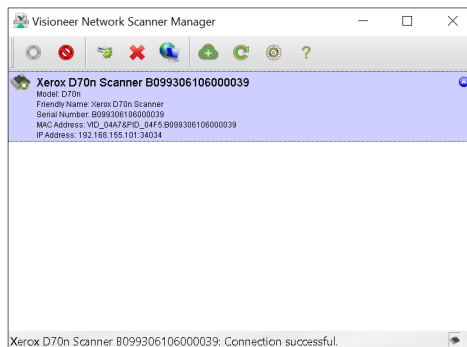 Visioneer Network Scanner Manager
Xerox D70n Scanner B099306106000039
Model: D70n
Friendly Name: Xerox D70n Scanner
Serial Number: B099306106000039
MAC Address: VID_04A7&PID_04F5:B099306106000039
IP Address: 192.168.155.101:34034
Xerox D70n Scanner B099306106000039: Connection successful.